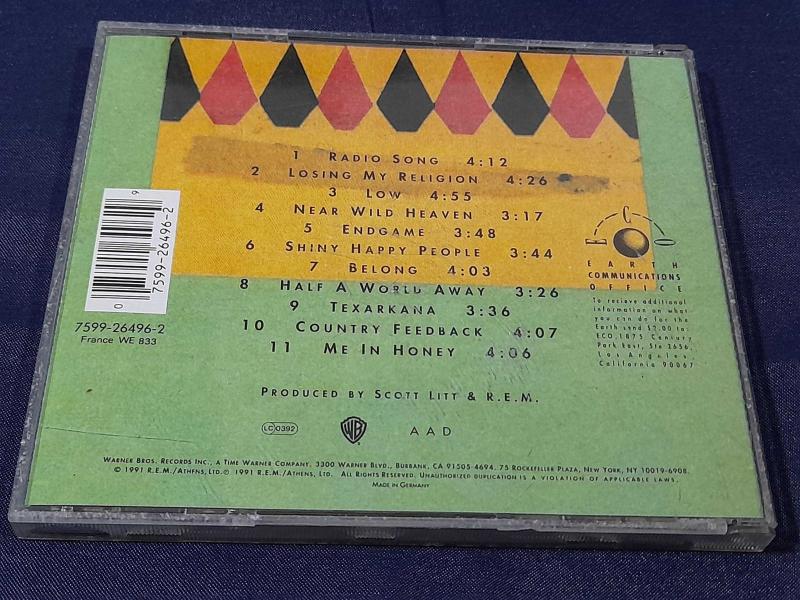 1 Radio Song 4:12
2 Losing My Religion 4:26
3 Low 4:55
4 Near Wild Heaven 3:17
5 Endgame 3:48
6 Shiny Happy People 3:44
7 Belong 4:03
8 Half A World Away 3:26
9 Texarkana 3:36
10 Country Feedback 4:07
11 Me In Honey 4:06
Produced by Scott Litt & R.E.M.
LC 0392
WB
AAD
Warner Bros. Records Inc., a Time Warner Company, 3300 Warner Blvd., Burbank, CA 91505-4694. 75 Rockefeller Plaza, New York, NY 10019-6908.
© 1991 R.E.M./Athens, Ltd. ℗ 1991 R.E.M./Athens, Ltd. All Rights Reserved. Unauthorized duplication is a violation of applicable laws.
Made in Germany
0 7599-26496-2 9
7599-26496-2
France WE 833
E C O
EARTH
COMMUNICATIONS
OFFICE
To recieve additional
information on what
you can do for the
Earth send $2.00 to:
ECO, 1875 Century
Park East, Ste 2656,
Los Angeles,
California 90067